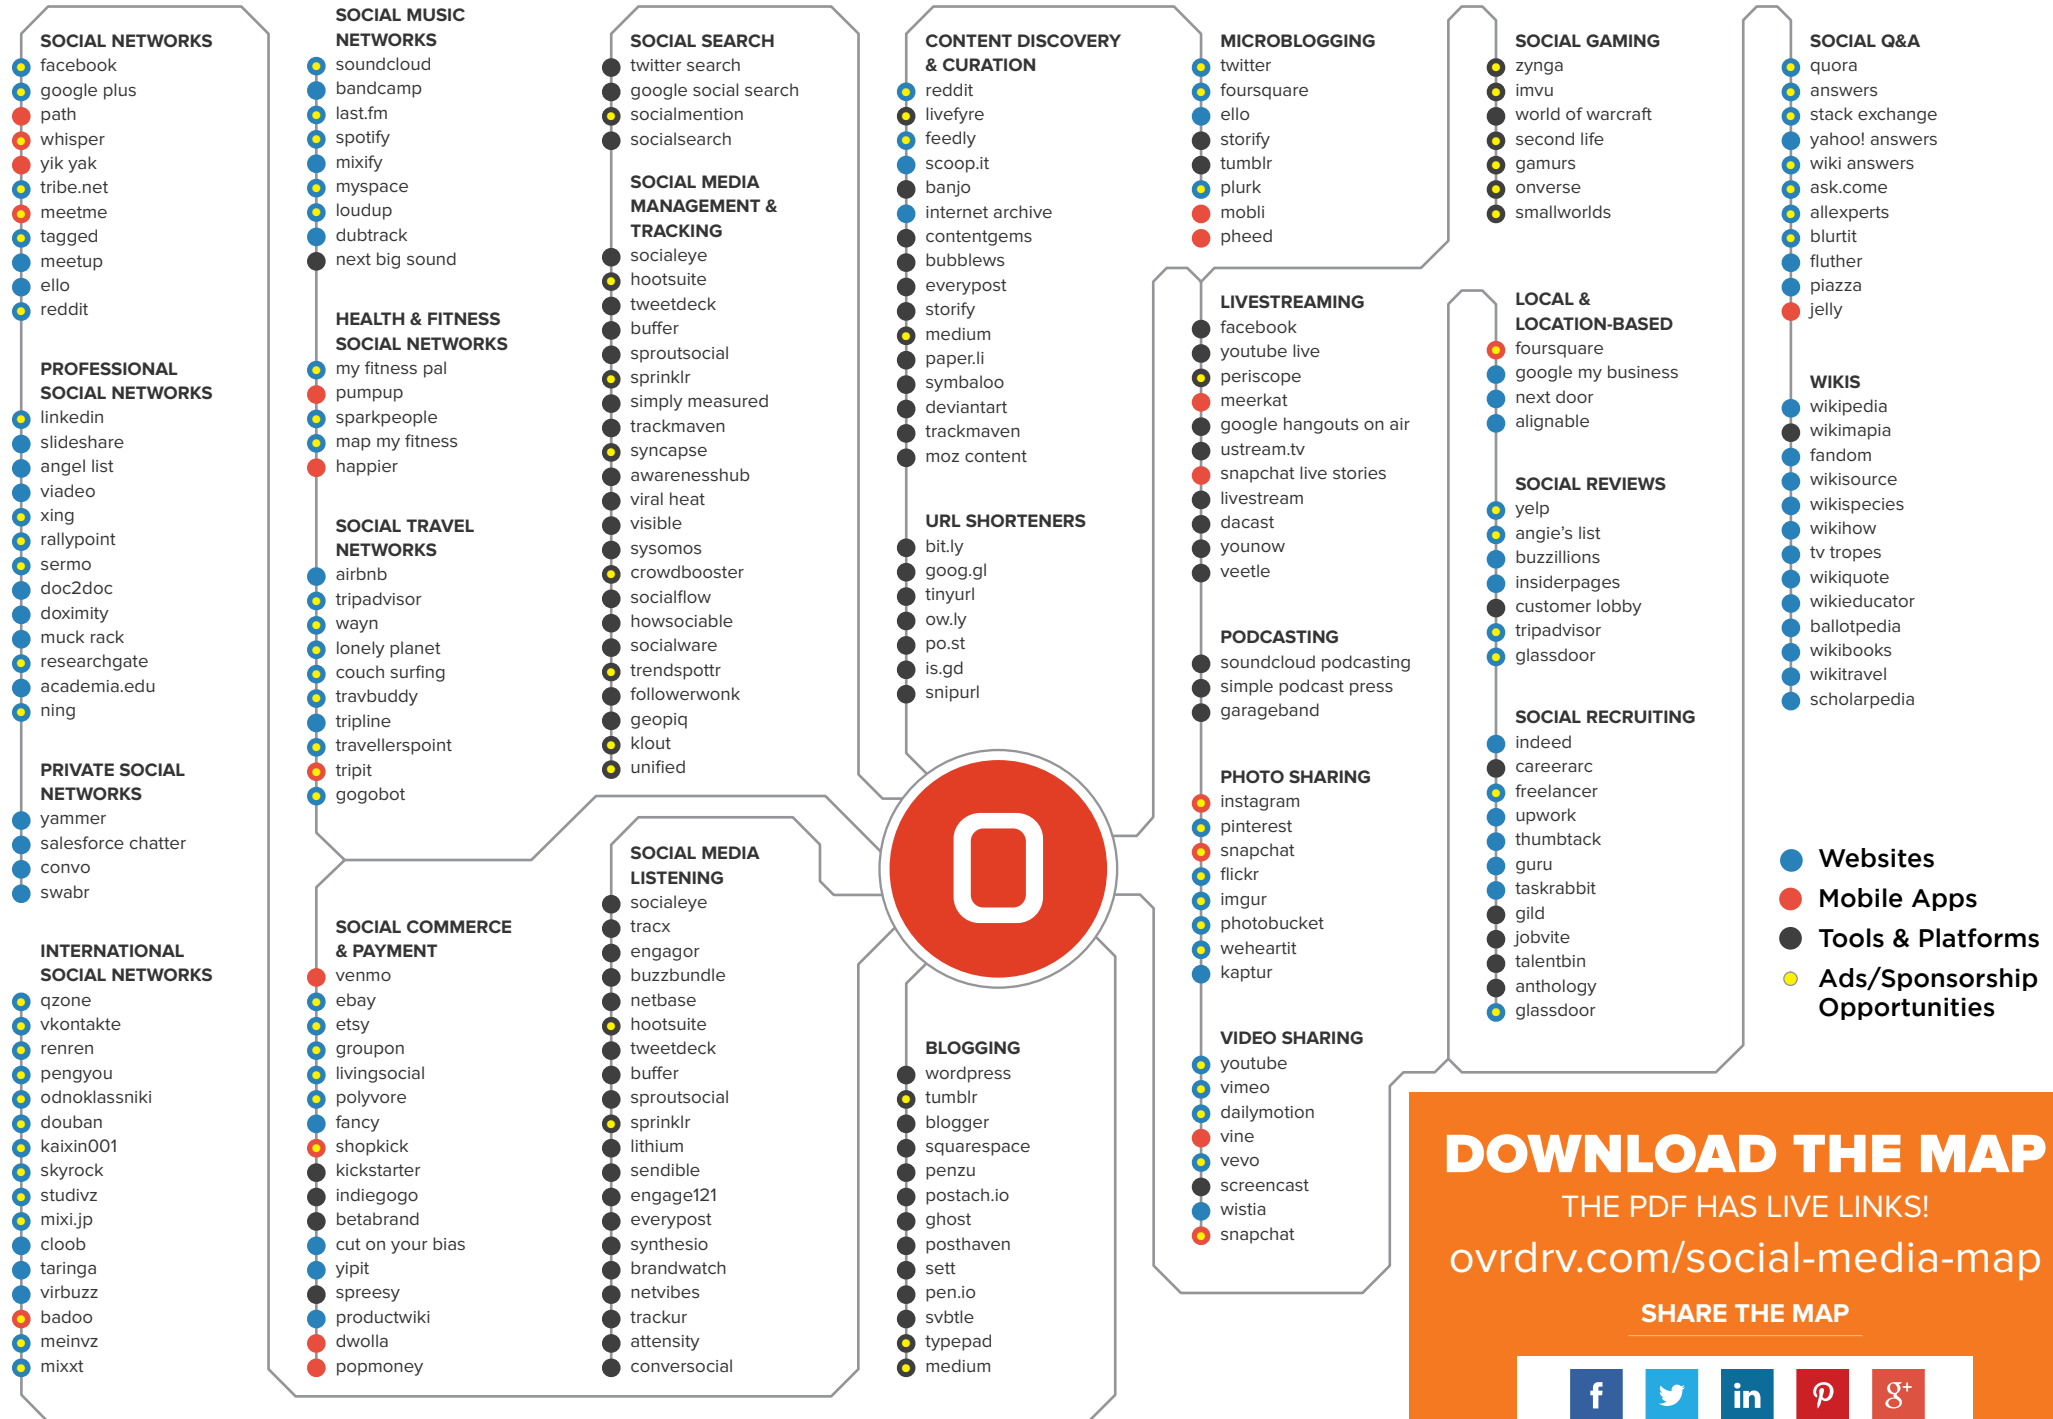 SOCIAL NETWORKS
facebook
google plus
path
whisper
yik yak
tribe.net
meetme
tagged
meetup
ello
reddit
PROFESSIONAL
SOCIAL NETWORKS
linkedin
slideshare
angel list
viadeo
xing
rallypoint
sermo
doc2doc
doximity
muck rack
researchgate
academia.edu
ning
PRIVATE SOCIAL
NETWORKS
yammer
salesforce chatter
convo
swabr
INTERNATIONAL
SOCIAL NETWORKS
qzone
vkontakte
renren
pengyou
odnoklassniki
douban
kaixin001
skyrock
studivz
mixi.jp
cloob
taringa
virbuzz
badoo
meinvz
mixxt
SOCIAL MUSIC
NETWORKS
soundcloud
bandcamp
last.fm
spotify
mixify
myspace
loudup
dubtrack
next big sound
HEALTH & FITNESS
SOCIAL NETWORKS
my fitness pal
pumpup
sparkpeople
map my fitness
happier
SOCIAL TRAVEL
NETWORKS
airbnb
tripadvisor
wayn
lonely planet
couch surfing
travbuddy
tripline
travellerspoint
tripit
gogobot
SOCIAL COMMERCE
& PAYMENT
venmo
ebay
etsy
groupon
livingsocial
polyvore
fancy
shopkick
kickstarter
indiegogo
betabrand
cut on your bias
yipit
spreesy
productwiki
dwolla
popmoney
SOCIAL SEARCH
twitter search
google social search
socialmention
socialsearch
SOCIAL MEDIA
MANAGEMENT &
TRACKING
socialeye
hootsuite
tweetdeck
buffer
sproutsocial
sprinklr
simply measured
trackmaven
syncapse
awarenesshub
viral heat
visible
sysomos
crowdbooster
socialflow
howsociable
socialware
trendspottr
followerwonk
geopiq
klout
unified
SOCIAL MEDIA
LISTENING
socialeye
tracx
engagor
buzzbundle
netbase
hootsuite
tweetdeck
buffer
sproutsocial
sprinklr
lithium
sendible
engage121
everypost
synthesio
brandwatch
netvibes
trackur
attensity
conversocial
CONTENT DISCOVERY
& CURATION
reddit
livefyre
feedly
scoop.it
banjo
internet archive
contentgems
bubblews
everypost
storify
medium
paper.li
symbaloo
deviantart
trackmaven
moz content
URL SHORTENERS
bit.ly
goog.gl
tinyurl
ow.ly
po.st
is.gd
snipurl
BLOGGING
wordpress
tumblr
blogger
squarespace
penzu
postach.io
ghost
posthaven
sett
pen.io
svbtle
typepad
medium
MICROBLOGGING
twitter
foursquare
ello
storify
tumblr
plurk
mobli
pheed
LIVESTREAMING
facebook
youtube live
periscope
meerkat
google hangouts on air
ustream.tv
snapchat live stories
livestream
dacast
younow
veetle
PODCASTING
soundcloud podcasting
simple podcast press
garageband
PHOTO SHARING
instagram
pinterest
snapchat
flickr
imgur
photobucket
weheartit
kaptur
VIDEO SHARING
youtube
vimeo
dailymotion
vine
vevo
screencast
wistia
snapchat
SOCIAL GAMING
zynga
imvu
world of warcraft
second life
gamurs
onverse
smallworlds
LOCAL &
LOCATION-BASED
foursquare
google my business
next door
alignable
SOCIAL REVIEWS
yelp
angie's list
buzzillions
insiderpages
customer lobby
tripadvisor
glassdoor
SOCIAL RECRUITING
indeed
careerarc
freelancer
upwork
thumbtack
guru
taskrabbit
gild
jobvite
talentbin
anthology
glassdoor
SOCIAL Q&A
quora
answers
stack exchange
yahoo! answers
wiki answers
ask.come
allexperts
blurtit
fluther
piazza
jelly
WIKIS
wikipedia
wikimapia
fandom
wikisource
wikispecies
wikihow
tv tropes
wikiquote
wikieducator
ballotpedia
wikibooks
wikitravel
scholarpedia
Websites
Mobile Apps
Tools & Platforms
Ads/Sponsorship
Opportunities
DOWNLOAD THE MAP
THE PDF HAS LIVE LINKS!
ovrdrv.com/social-media-map
SHARE THE MAP
f in g+